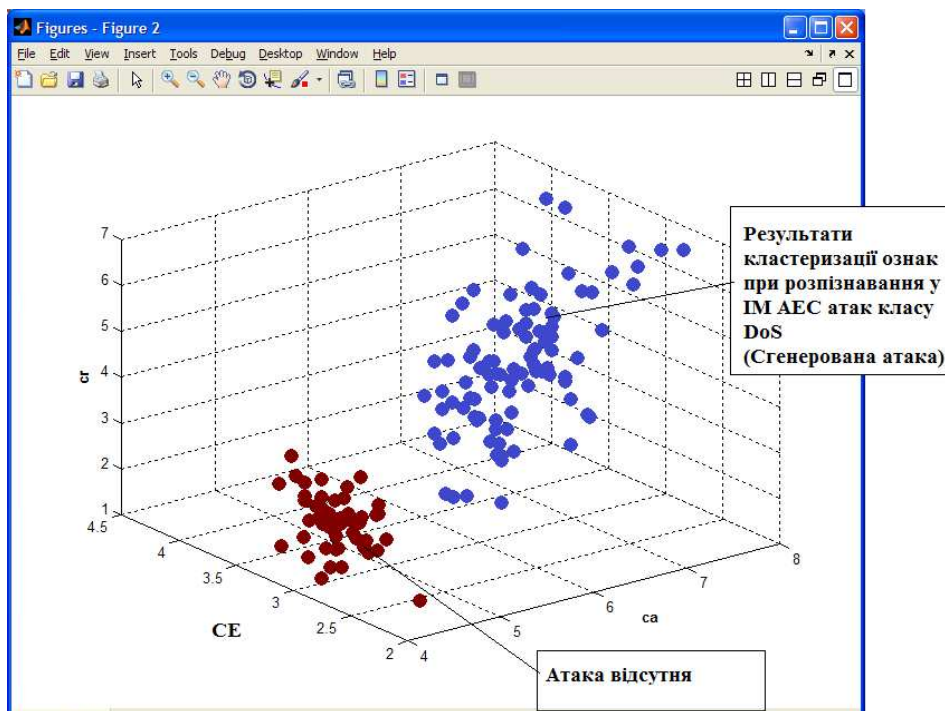 Figures - Figure 2
File Edit View Insert Tools Debug Desktop Window Help
7
6
5
4
3
2
1
cr
4.5
4
3.5
3
2.5
2
CE
4
5
6
7
8
ca
Результати
кластеризації ознак
при розпізнавання у
ІМ АЕС атак класу
DoS
(Сгенерована атака)
Атака відсутня